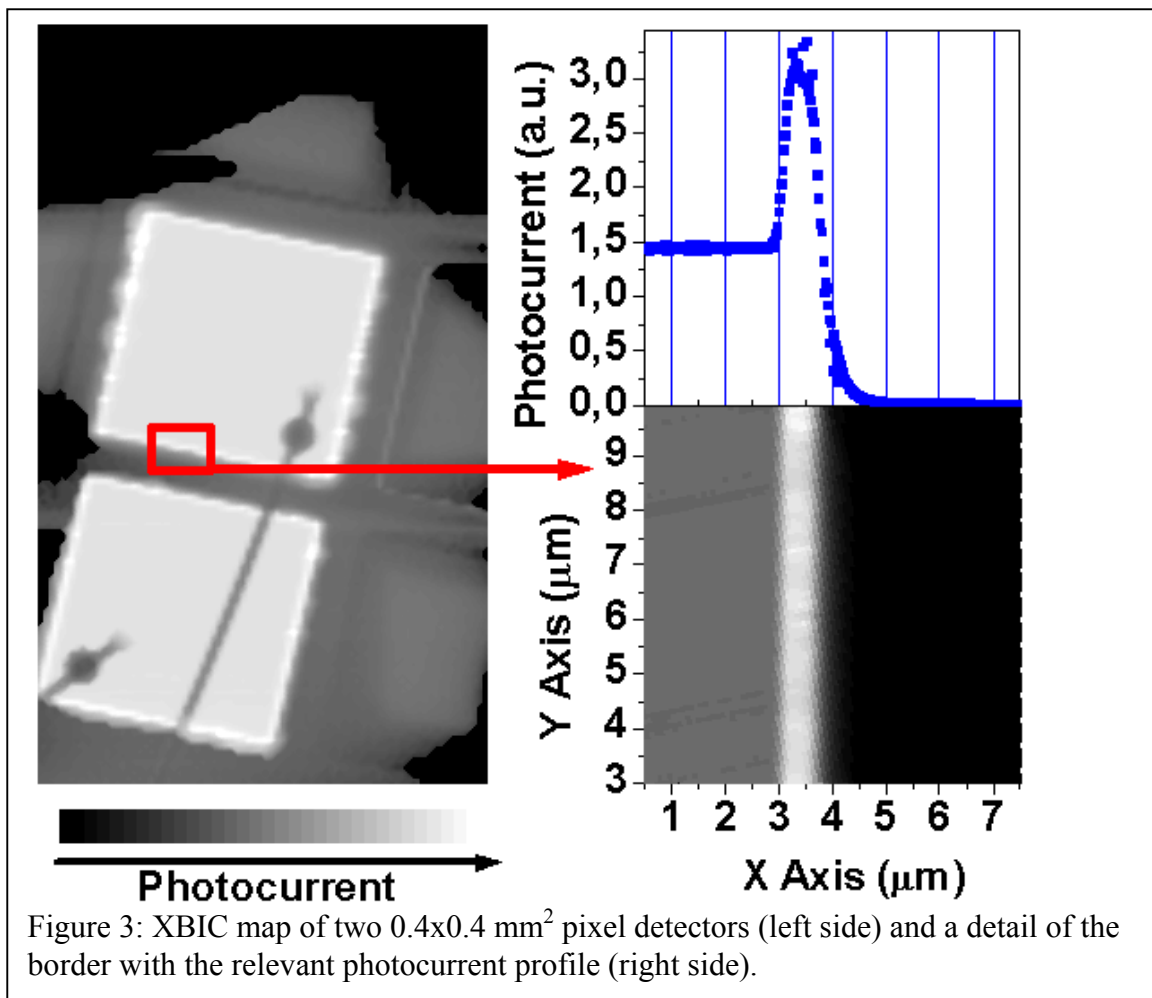 Photocurrent (a.u.)
3,0
2,5
2,0
1,5
1,0
0,5
0,0
Y Axis (μm)
9
8
7
6
5
4
3
1 2 3 4 5 6 7
X Axis (μm)
Photocurrent
Figure 3: XBIC map of two 0.4x0.4 mm² pixel detectors (left side) and a detail of the
border with the relevant photocurrent profile (right side).